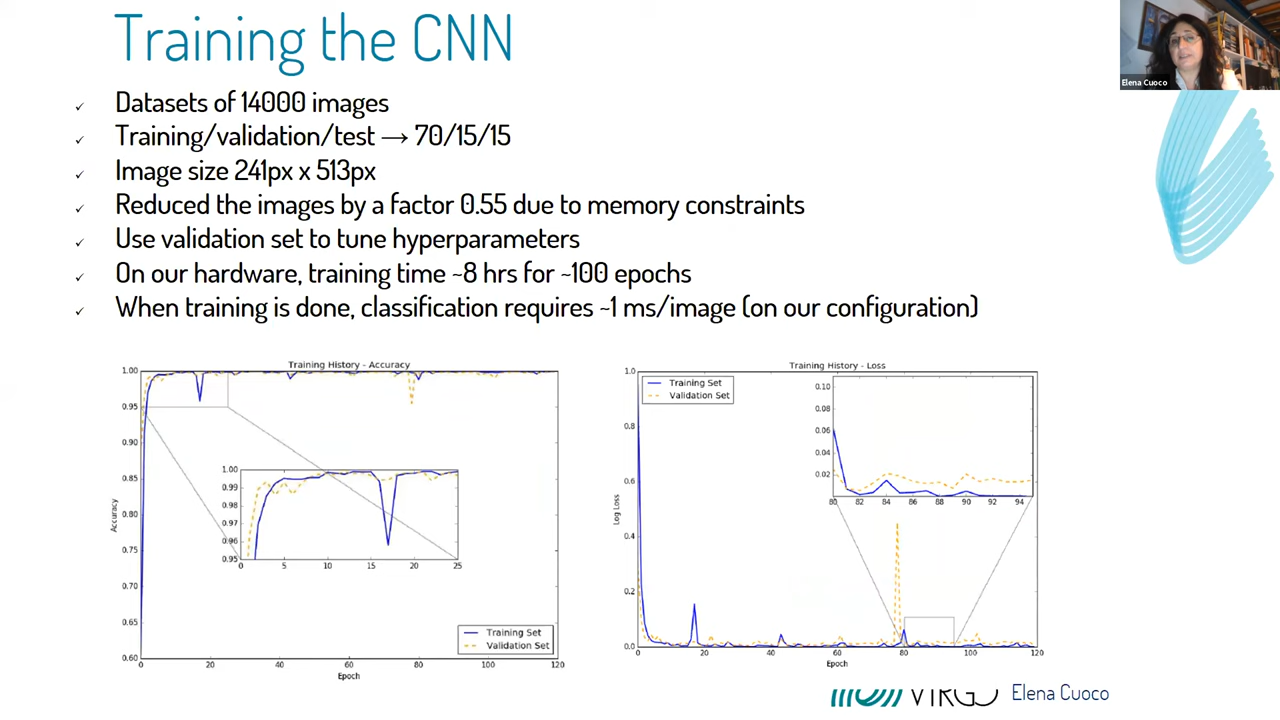 Training the CNN
Elena Cuoco
✓ Datasets of 14000 images
✓ Training/validation/test → 70/15/15
✓ Image size 241px x 513px
✓ Reduced the images by a factor 0.55 due to memory constraints
✓ Use validation set to tune hyperparameters
✓ On our hardware, training time ~8 hrs for ~100 epochs
✓ When training is done, classification requires ~1 ms/image (on our configuration)
Training History - Accuracy
1.00
0.95
0.90
0.85
0.80
0.75
0.70
0.65
0.60
Accuracy
1.00
0.99
0.98
0.97
0.96
0.95
0 5 10 15 20 25
Training Set
Validation Set
0 20 40 60 80 100 120
Epoch
Training History - Loss
1.0
0.8
0.6
0.4
0.2
0.0
Log Loss
Training Set
Validation Set
0.10
0.08
0.06
0.04
0.02
80 82 84 86 88 90 92 94
0 20 40 60 80 100 120
Epoch
VIRGO
Elena Cuoco